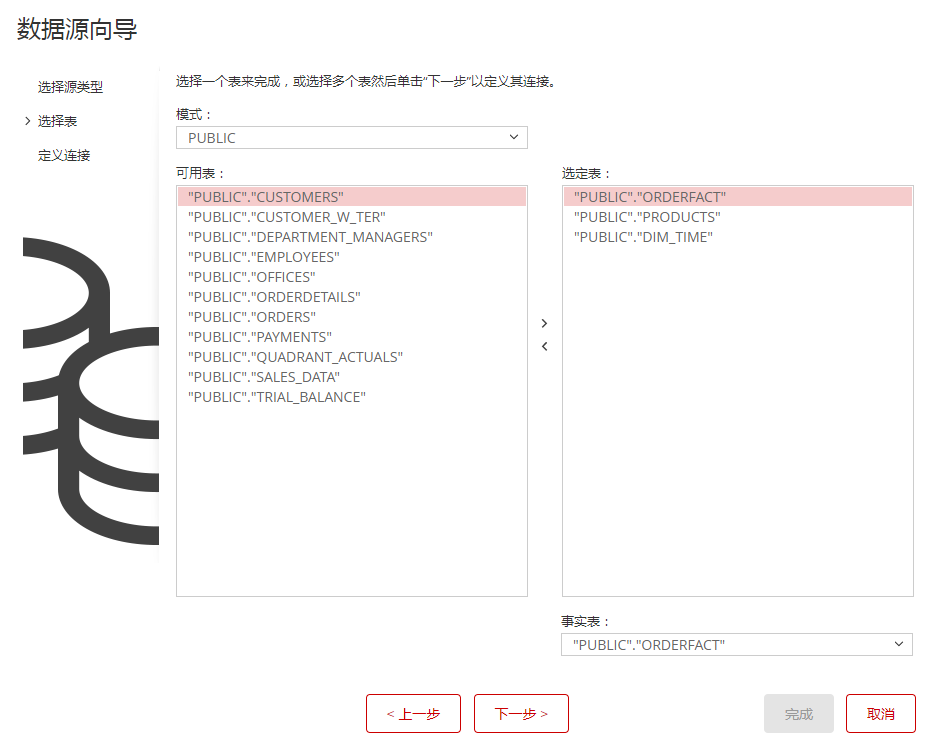 数据源向导
选择源类型
选择表
定义连接
选择一个表来完成，或选择多个表然后单击“下一步”以定义其连接。
模式：
PUBLIC
可用表：
"PUBLIC"."CUSTOMERS"
"PUBLIC"."CUSTOMER_W_TER"
"PUBLIC"."DEPARTMENT_MANAGERS"
"PUBLIC"."EMPLOYEES"
"PUBLIC"."OFFICES"
"PUBLIC"."ORDERDETAILS"
"PUBLIC"."ORDERS"
"PUBLIC"."PAYMENTS"
"PUBLIC"."QUADRANT_ACTUALS"
"PUBLIC"."SALES_DATA"
"PUBLIC"."TRIAL_BALANCE"
选定表：
"PUBLIC"."ORDERFACT"
"PUBLIC"."PRODUCTS"
"PUBLIC"."DIM_TIME"
事实表：
"PUBLIC"."ORDERFACT"
< 上一步
下一步 >
完成
取消